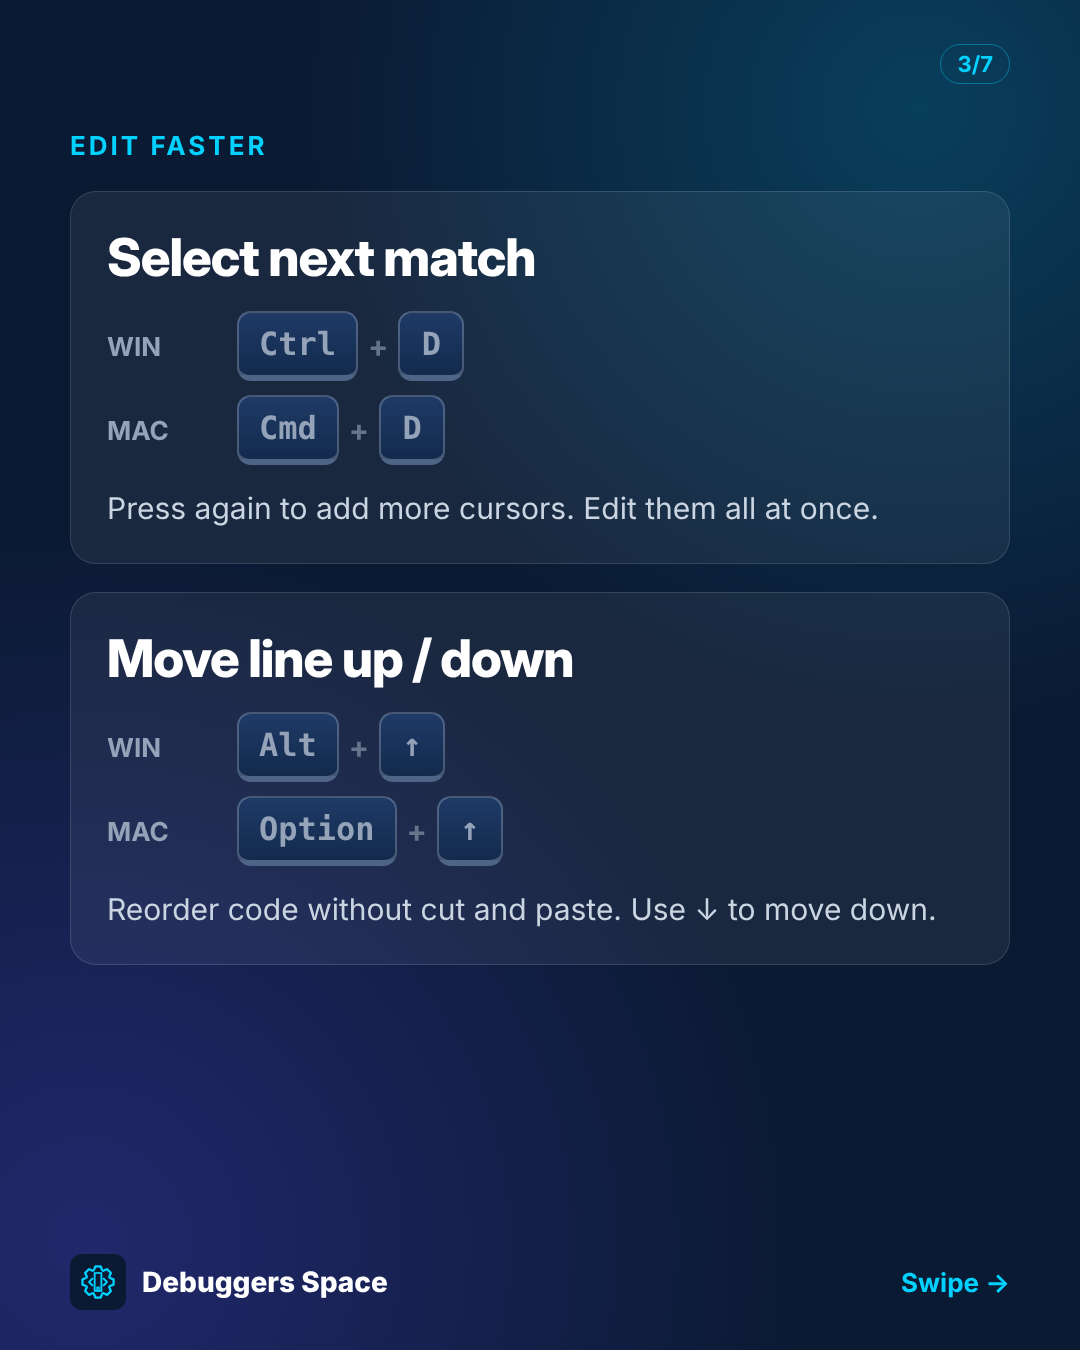 3/7
EDIT FASTER
Select next match
WIN Ctrl + D
MAC Cmd + D
Press again to add more cursors. Edit them all at once.
Move line up / down
WIN Alt + ↑
MAC Option + ↑
Reorder code without cut and paste. Use ↓ to move down.
Debuggers Space
Swipe →